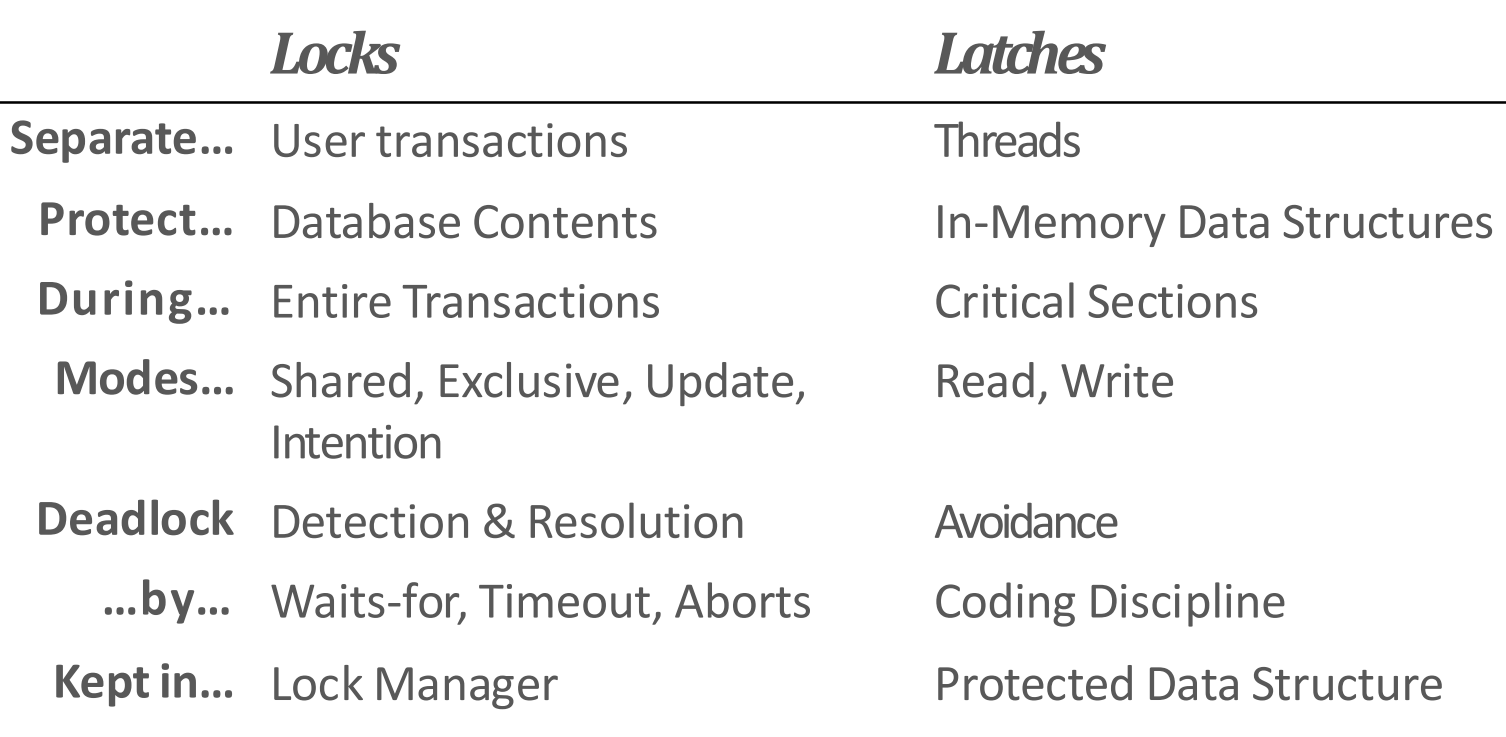 Locks Latches
Separate… User transactions Threads
Protect… Database Contents In-Memory Data Structures
During… Entire Transactions Critical Sections
Modes… Shared, Exclusive, Update, Read, Write
Intention
Deadlock Detection & Resolution Avoidance
…by… Waits-for, Timeout, Aborts Coding Discipline
Kept in… Lock Manager Protected Data Structure